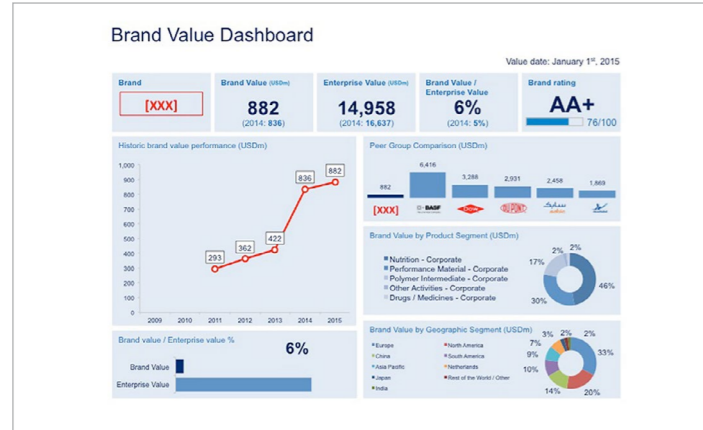 Brand Value Dashboard
Value date: January 1st, 2015
Brand
[XXX]
Brand Value (USDm)
882
(2014: 836)
Enterprise Value (USDm)
14,958
(2014: 16,637)
Brand Value /
Enterprise Value
6%
(2014: 5%)
Brand rating
AA+
76/100
Historic brand value performance (USDm)
1,000
900
800
700
600
500
400
300
200
100
0
293
362
422
836
882
2009 2010 2011 2012 2013 2014 2015
Brand value / Enterprise value %
6%
Brand Value
Enterprise Value
Peer Group Comparison (USDm)
882 6,416 3,288 2,931 2,458 1,869
[XXX] BASF
Brand Value by Product Segment (USDm)
Nutrition - Corporate
Performance Material - Corporate
Polymer Intermediate - Corporate
Other Activities - Corporate
Drugs / Medicines - Corporate
2% 2%
17%
46%
30%
Brand Value by Geographic Segment (USDm)
Europe North America
China South America
Asia Pacific Netherlands
Japan Rest of the World / Other
India
3% 2% 2%
7%
33%
9%
10%
14% 20%